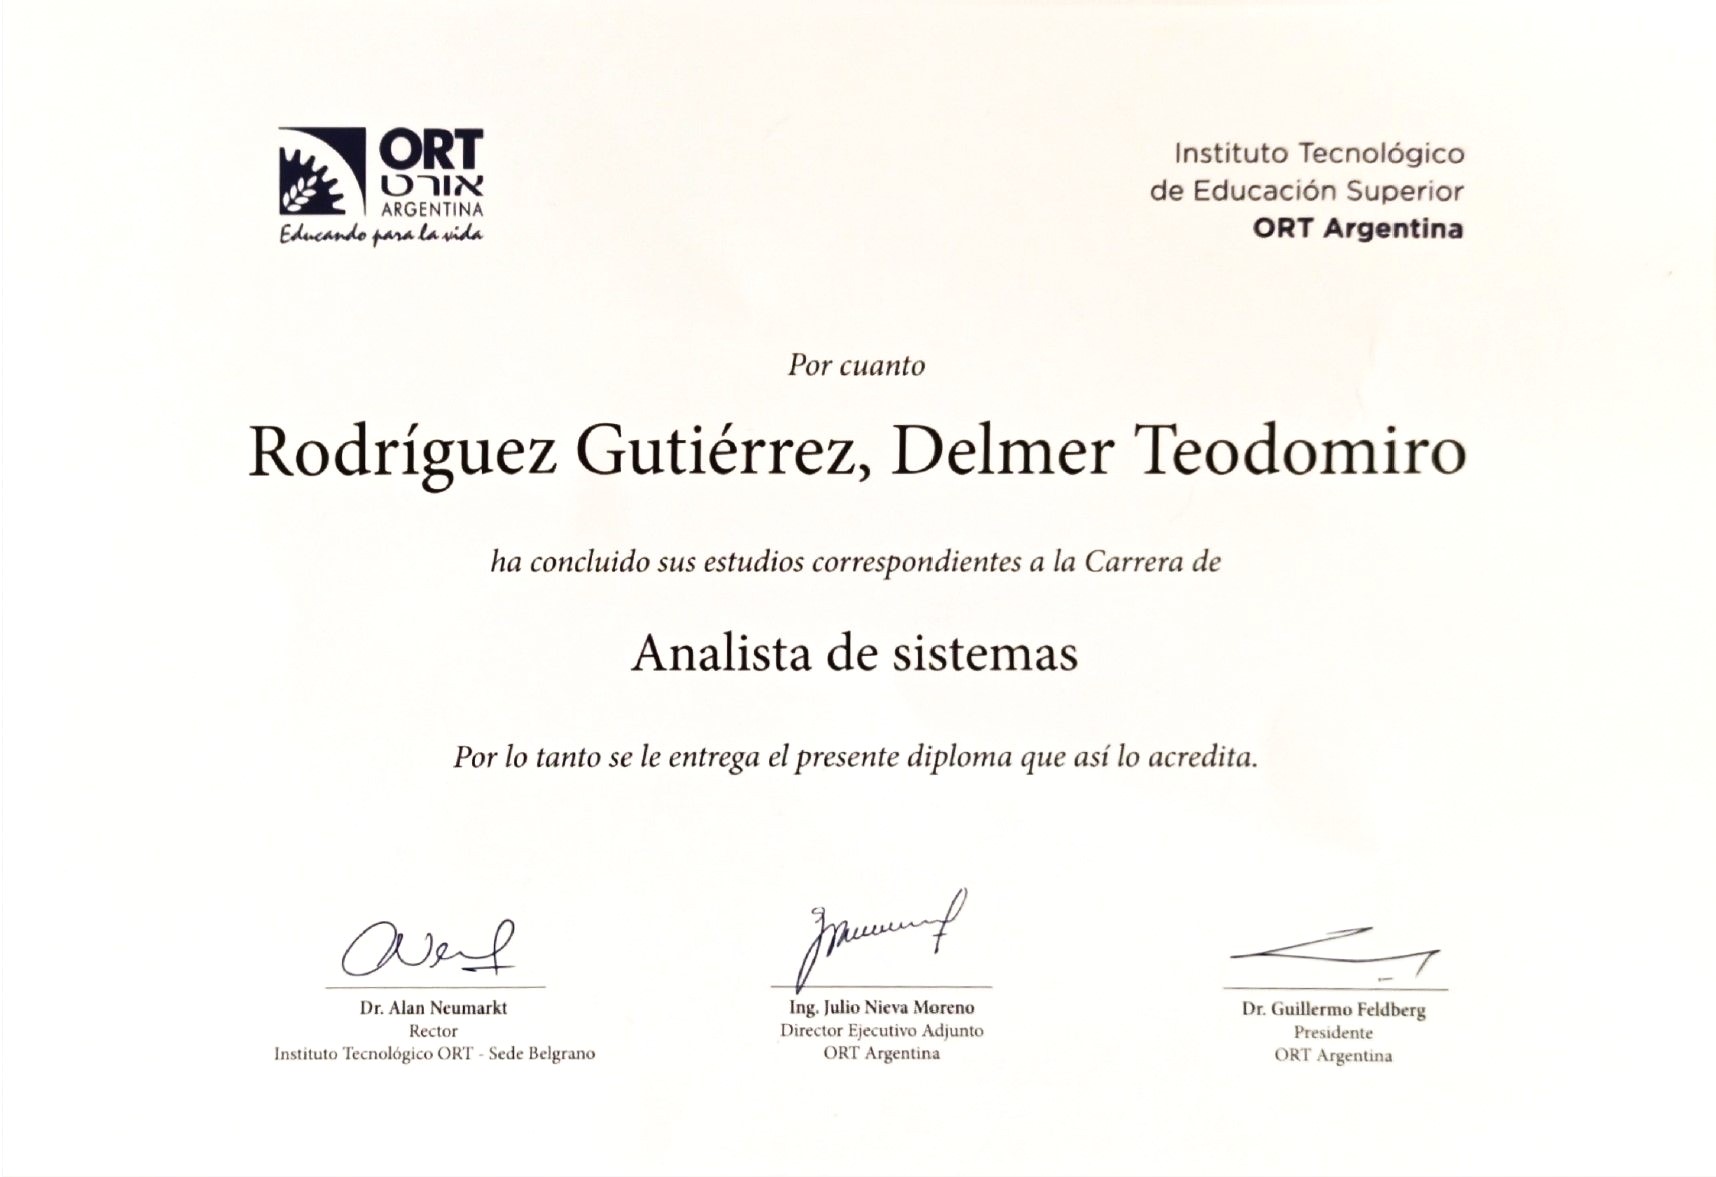 ORT
אורט
ARGENTINA
Educando para la vida
Instituto Tecnológico
de Educación Superior
ORT Argentina
Por cuanto
Rodríguez Gutiérrez, Delmer Teodomiro
ha concluido sus estudios correspondientes a la Carrera de
Analista de sistemas
Por lo tanto se le entrega el presente diploma que así lo acredita.
Dr. Alan Neumarkt
Rector
Instituto Tecnológico ORT - Sede Belgrano
Ing. Julio Nieva Moreno
Director Ejecutivo Adjunto
ORT Argentina
Dr. Guillermo Feldberg
Presidente
ORT Argentina